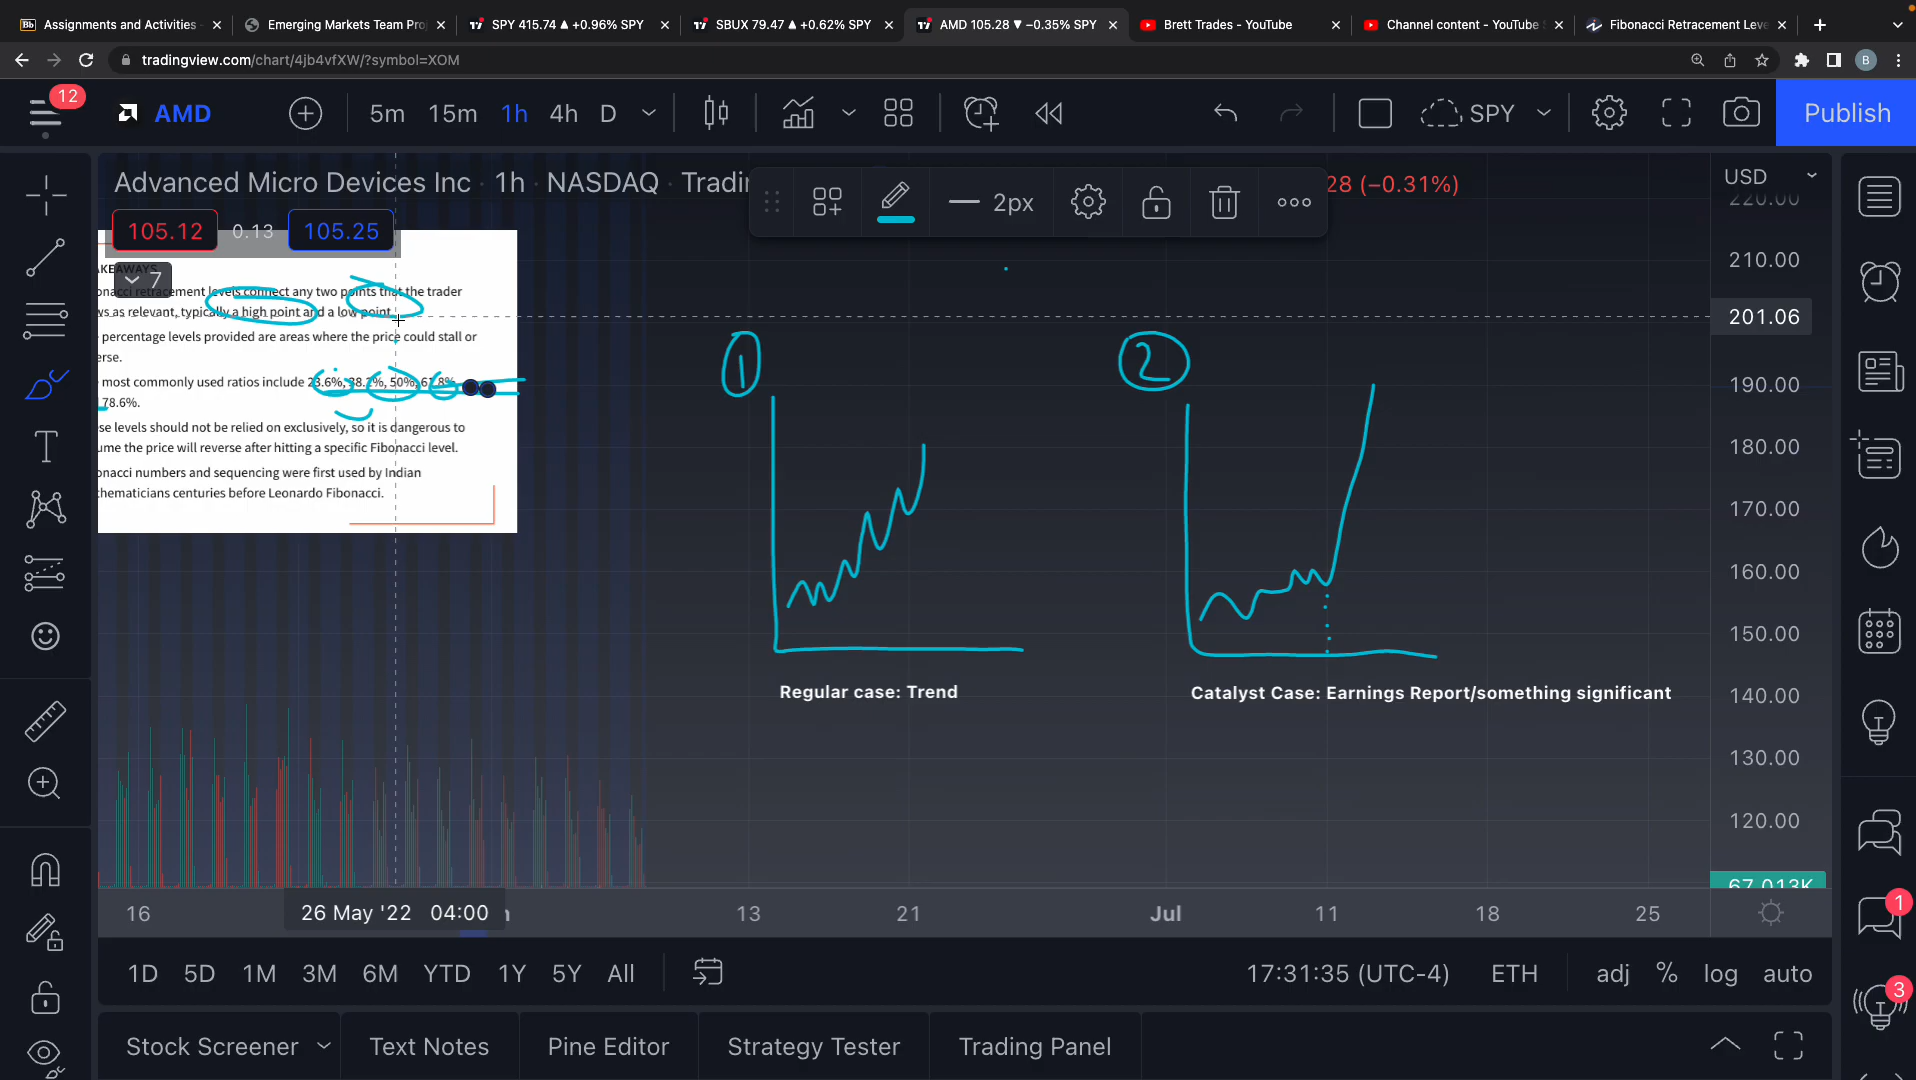 Assignments and Activities
Emerging Markets Team Pro
SPY 415.74 ▲ +0.96% SPY
SBUX 79.47 ▲ +0.62% SPY
AMD 105.28 ▼ −0.35% SPY
Brett Trades - YouTube
Channel content - YouTube S
Fibonacci Retracement Leve
tradingview.com/chart/4jb4vfXW/?symbol=XOM
B
12
AMD
5m 15m 1h 4h D
SPY
Publish
Advanced Micro Devices Inc · 1h · NASDAQ · Tradin
2px
28 (−0.31%)
USD
105.12
0.13
105.25
7
onacci retracement levels connect any two points that the trader
ws as relevant, typically a high point and a low point.
percentage levels provided are areas where the price could stall or
erse.
most commonly used ratios include 23.6%, 38.2%, 50%, 61.8%
78.6%.
ese levels should not be relied on exclusively, so it is dangerous to
ume the price will reverse after hitting a specific Fibonacci level.
onacci numbers and sequencing were first used by Indian
thematicians centuries before Leonardo Fibonacci.
1
2
Regular case: Trend
Catalyst Case: Earnings Report/something significant
220.00
210.00
201.06
190.00
180.00
170.00
160.00
150.00
140.00
130.00
120.00
67.013K
16
26 May '22 04:00
13
21
Jul
11
18
25
1D 5D 1M 3M 6M YTD 1Y 5Y All
17:31:35 (UTC-4)
ETH
adj
%
log
auto
1
3
Stock Screener
Text Notes
Pine Editor
Strategy Tester
Trading Panel